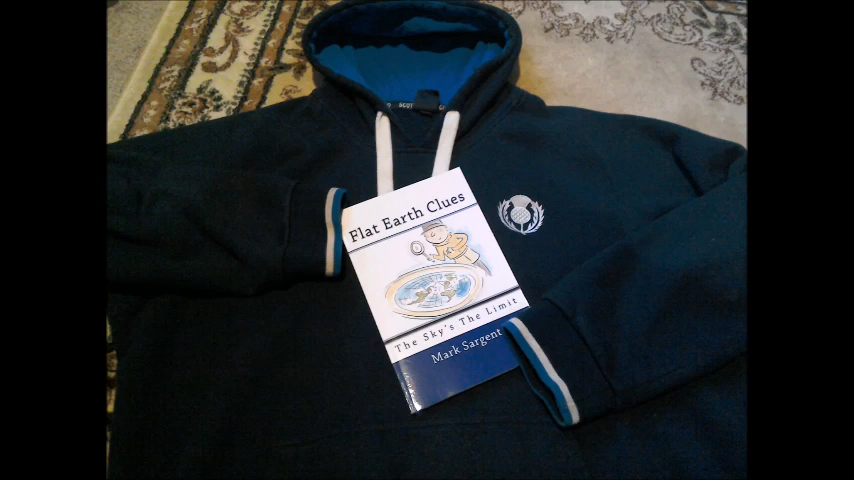 Flat Earth Clues
The Sky's The Limit
Mark Sargent